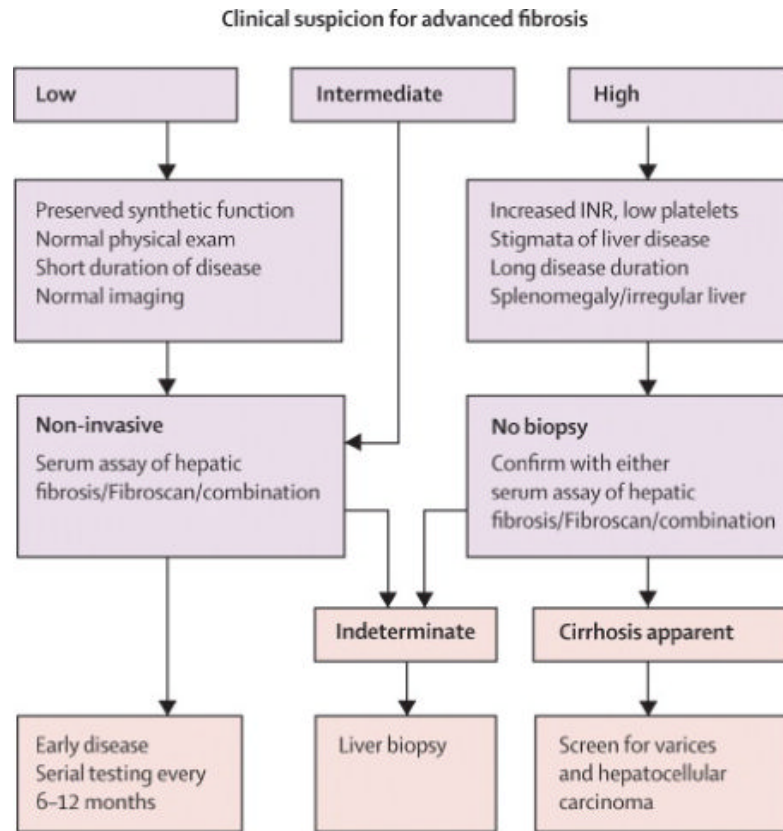 Clinical suspicion for advanced fibrosis
Low
Intermediate
High
Preserved synthetic function
Normal physical exam
Short duration of disease
Normal imaging
Increased INR, low platelets
Stigmata of liver disease
Long disease duration
Splenomegaly/irregular liver
Non-invasive
Serum assay of hepatic
fibrosis/Fibroscan/combination
No biopsy
Confirm with either
serum assay of hepatic
fibrosis/Fibroscan/combination
Indeterminate
Cirrhosis apparent
Early disease
Serial testing every
6–12 months
Liver biopsy
Screen for varices
and hepatocellular
carcinoma